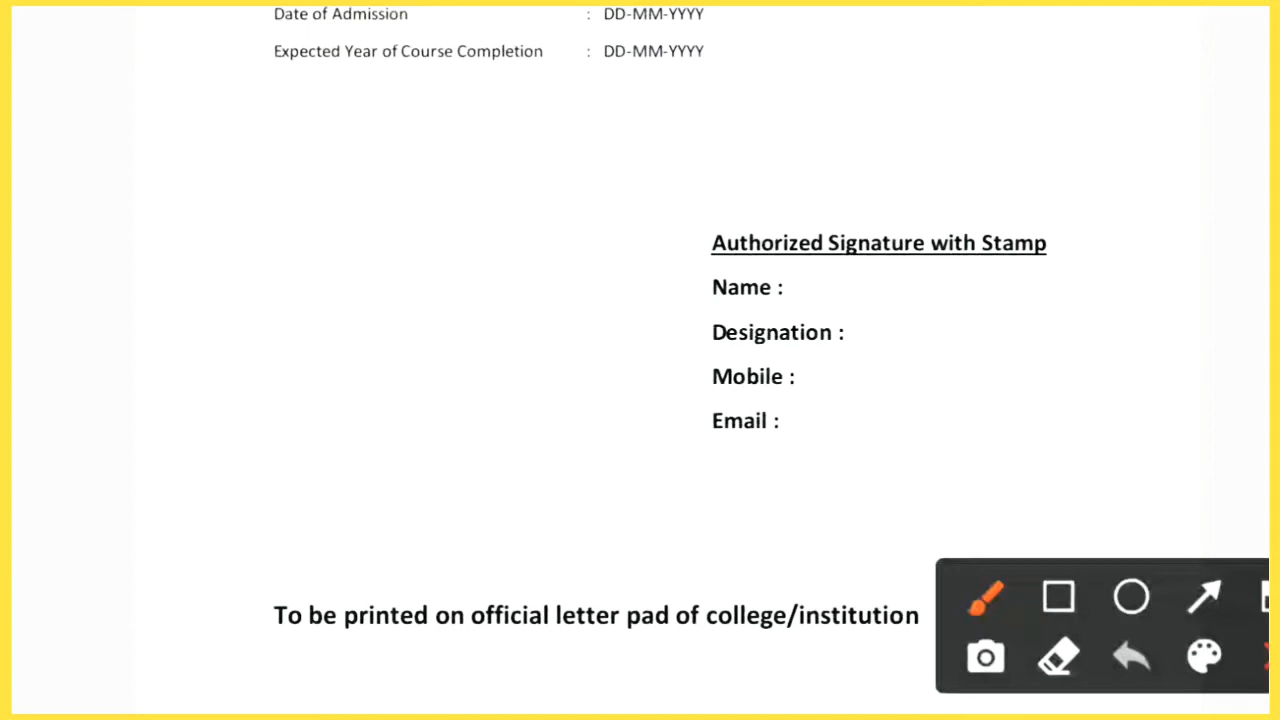 Date of Admission : DD-MM-YYYY
Expected Year of Course Completion : DD-MM-YYYY
Authorized Signature with Stamp
Name :
Designation :
Mobile :
Email :
To be printed on official letter pad of college/institution